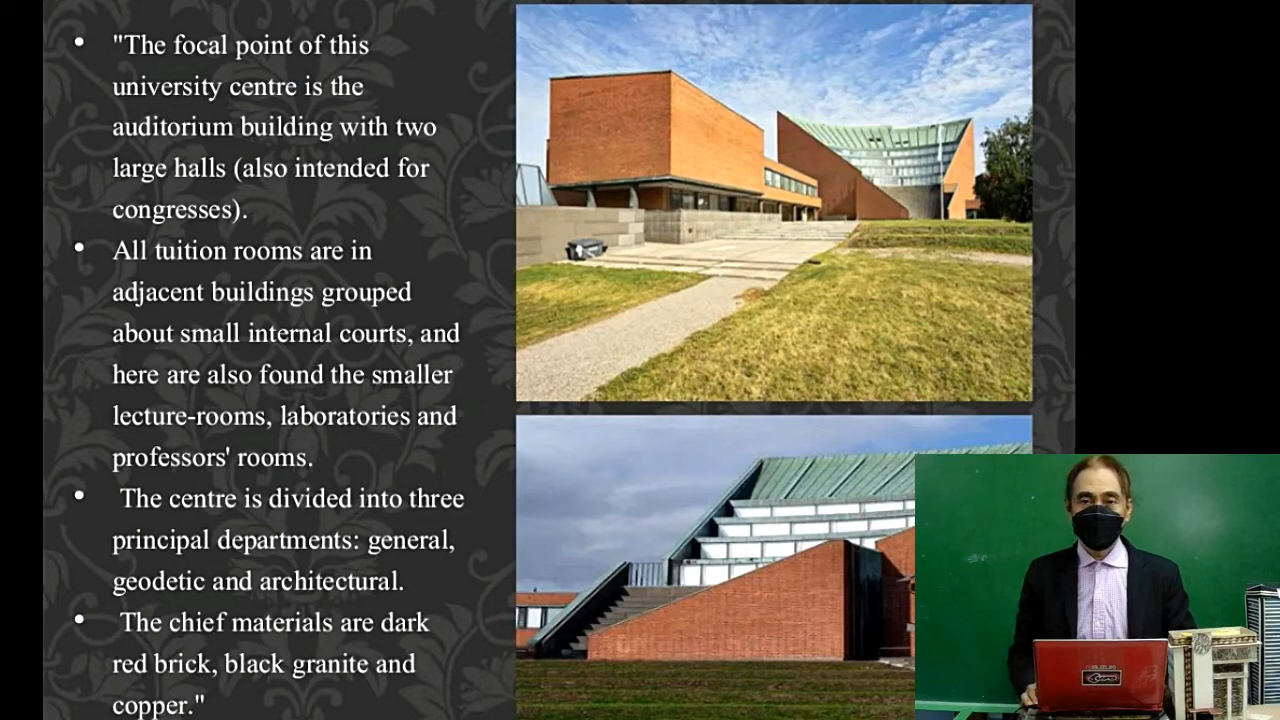 • "The focal point of this
university centre is the
auditorium building with two
large halls (also intended for
congresses).
• All tuition rooms are in
adjacent buildings grouped
about small internal courts, and
here are also found the smaller
lecture-rooms, laboratories and
professors' rooms.
• The centre is divided into three
principal departments: general,
geodetic and architectural.
• The chief materials are dark
red brick, black granite and
copper."